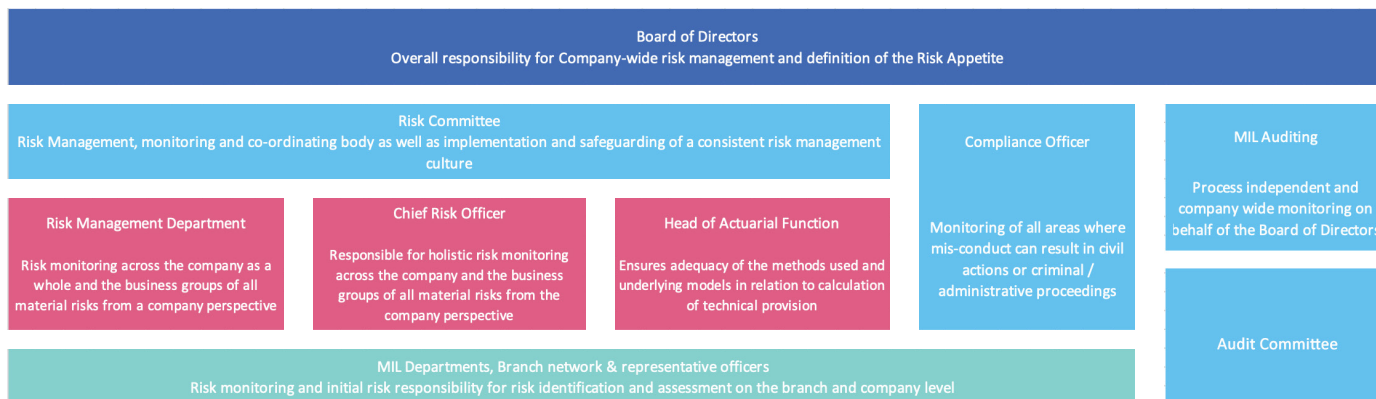 Board of Directors
Overall responsibility for Company-wide risk management and definition of the Risk Appetite
Risk Committee
Risk Management, monitoring and co-ordinating body as well as implementation and safeguarding of a consistent risk management
culture
Risk Management Department
Risk monitoring across the company as a
whole and the business groups of all
material risks from a company perspective
Chief Risk Officer
Responsible for holistic risk monitoring
across the company and the business
groups of all material risks from the
company perspective
Head of Actuarial Function
Ensures adequacy of the methods used and
underlying models in relation to calculation
of technical provision
Compliance Officer
Monitoring of all areas where
mis-conduct can result in civil
actions or criminal /
administrative proceedings
MIL Auditing
Process independent and
company wide monitoring on
behalf of the Board of Directors
Audit Committee
MIL Departments, Branch network & representative officers
Risk monitoring and initial risk responsibility for risk identification and assessment on the branch and company level